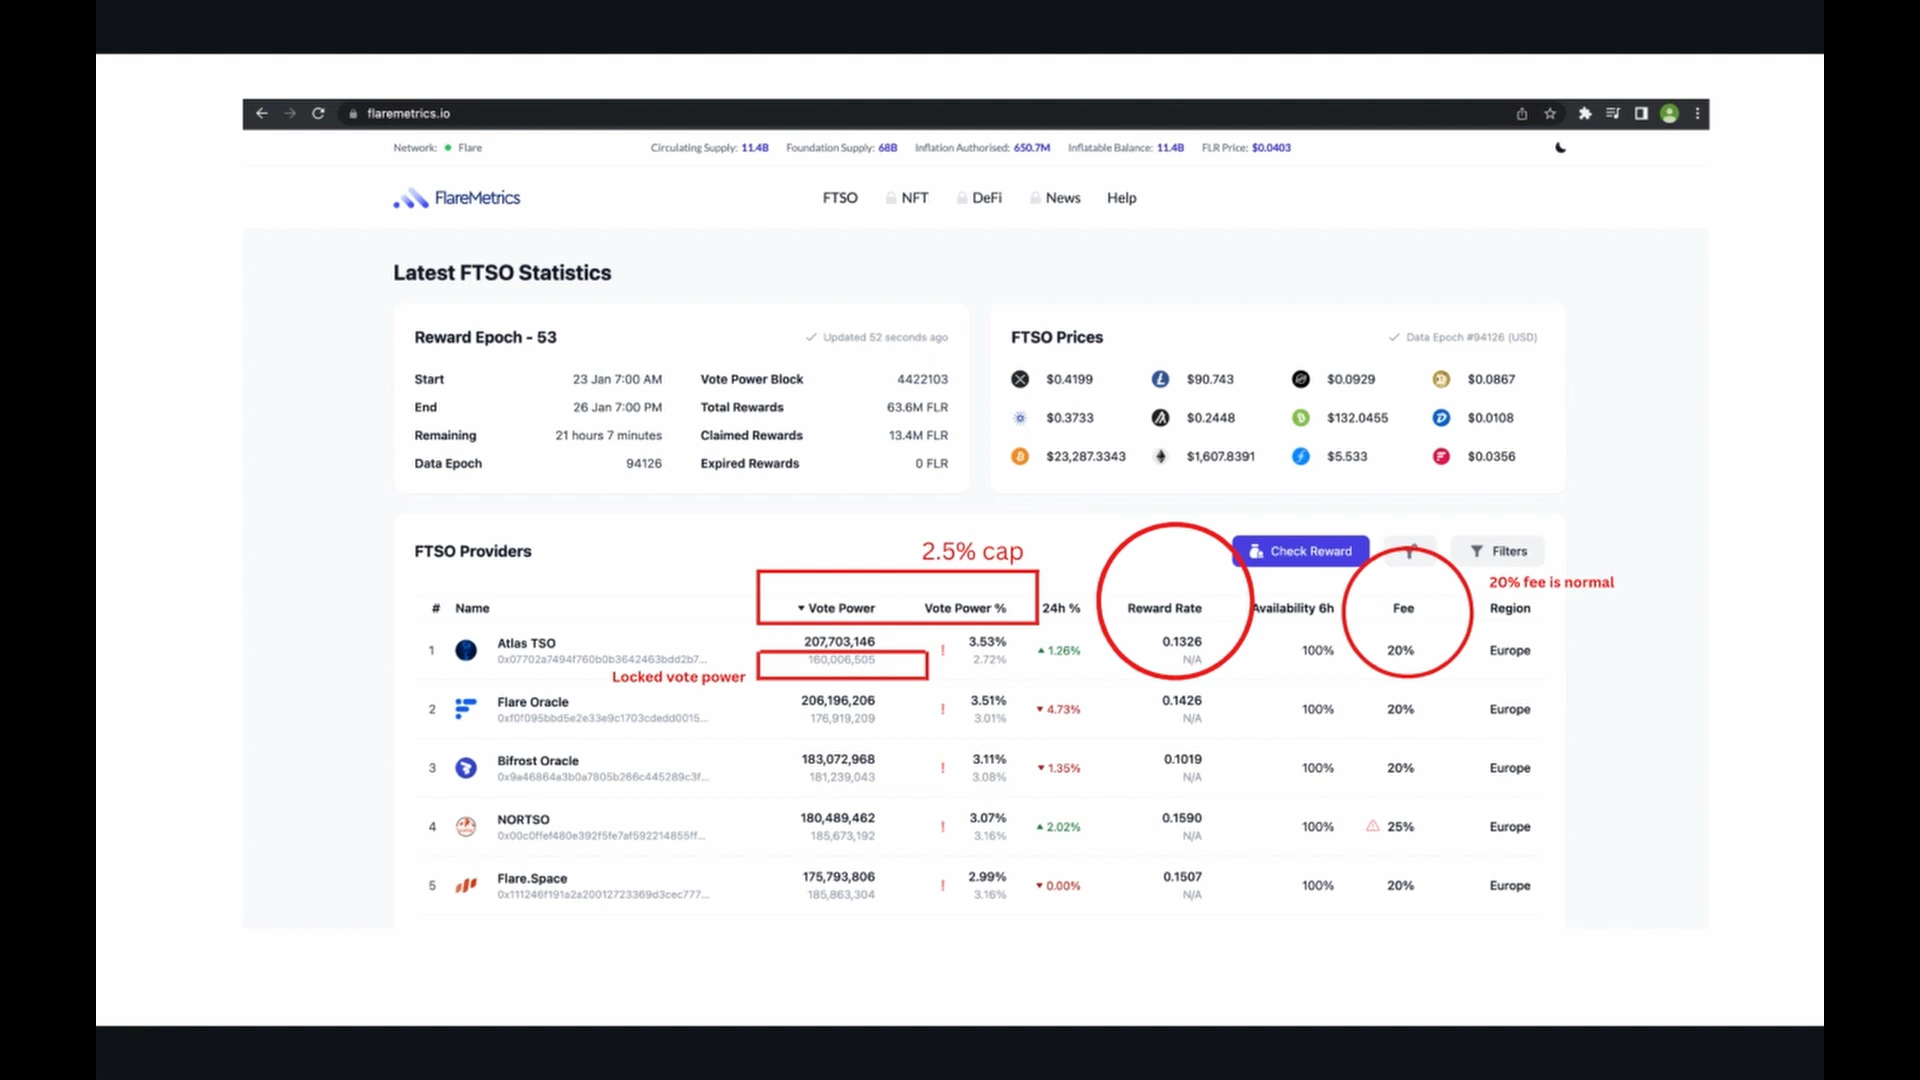 flaremetrics.io
Network: Flare Circulating Supply: 11.4B Foundation Supply: 68B Inflation Authorised: 650.7M Inflatable Balance: 11.4B FLR Price: $0.0403
FlareMetrics FTSO NFT DeFi News Help
Latest FTSO Statistics
Reward Epoch - 53 Updated 52 seconds ago
Start 23 Jan 7:00 AM Vote Power Block 4422103
End 26 Jan 7:00 PM Total Rewards 63.6M FLR
Remaining 21 hours 7 minutes Claimed Rewards 13.4M FLR
Data Epoch 94126 Expired Rewards 0 FLR
FTSO Prices Data Epoch #94126 (USD)
$0.4199 $90.743 $0.0929 $0.0867
$0.3733 $0.2448 $132.0455 $0.0108
$23,287.3343 $1,607.8391 $5.533 $0.0356
FTSO Providers 2.5% cap Check Reward Filters
20% fee is normal
# Name Vote Power Vote Power % 24h % Reward Rate Availability 6h Fee Region
1 Atlas TSO 207,703,146 ! 3.53% 1.26% 0.1326 100% 20% Europe
0x07702a7494f760b0b3642463bdd2b7... 160,006,505 2.72% N/A
Locked vote power
2 Flare Oracle 206,196,206 ! 3.51% 4.73% 0.1426 100% 20% Europe
0xf0f095bbd5e2e33e9c1703cdedd0015... 176,919,209 3.01% N/A
3 Bifrost Oracle 183,072,968 ! 3.11% 1.35% 0.1019 100% 20% Europe
0x9a46864a3b0a7805b266c445289c3f... 181,239,043 3.08% N/A
4 NORTSO 180,489,462 ! 3.07% 2.02% 0.1590 100% 25% Europe
0x00c0ffef480e392f5fe7af592214855ff... 185,673,192 3.16% N/A
5 Flare.Space 175,793,806 ! 2.99% 0.00% 0.1507 100% 20% Europe
0x111246f191a2a20012723369d3cec777... 185,863,304 3.16% N/A